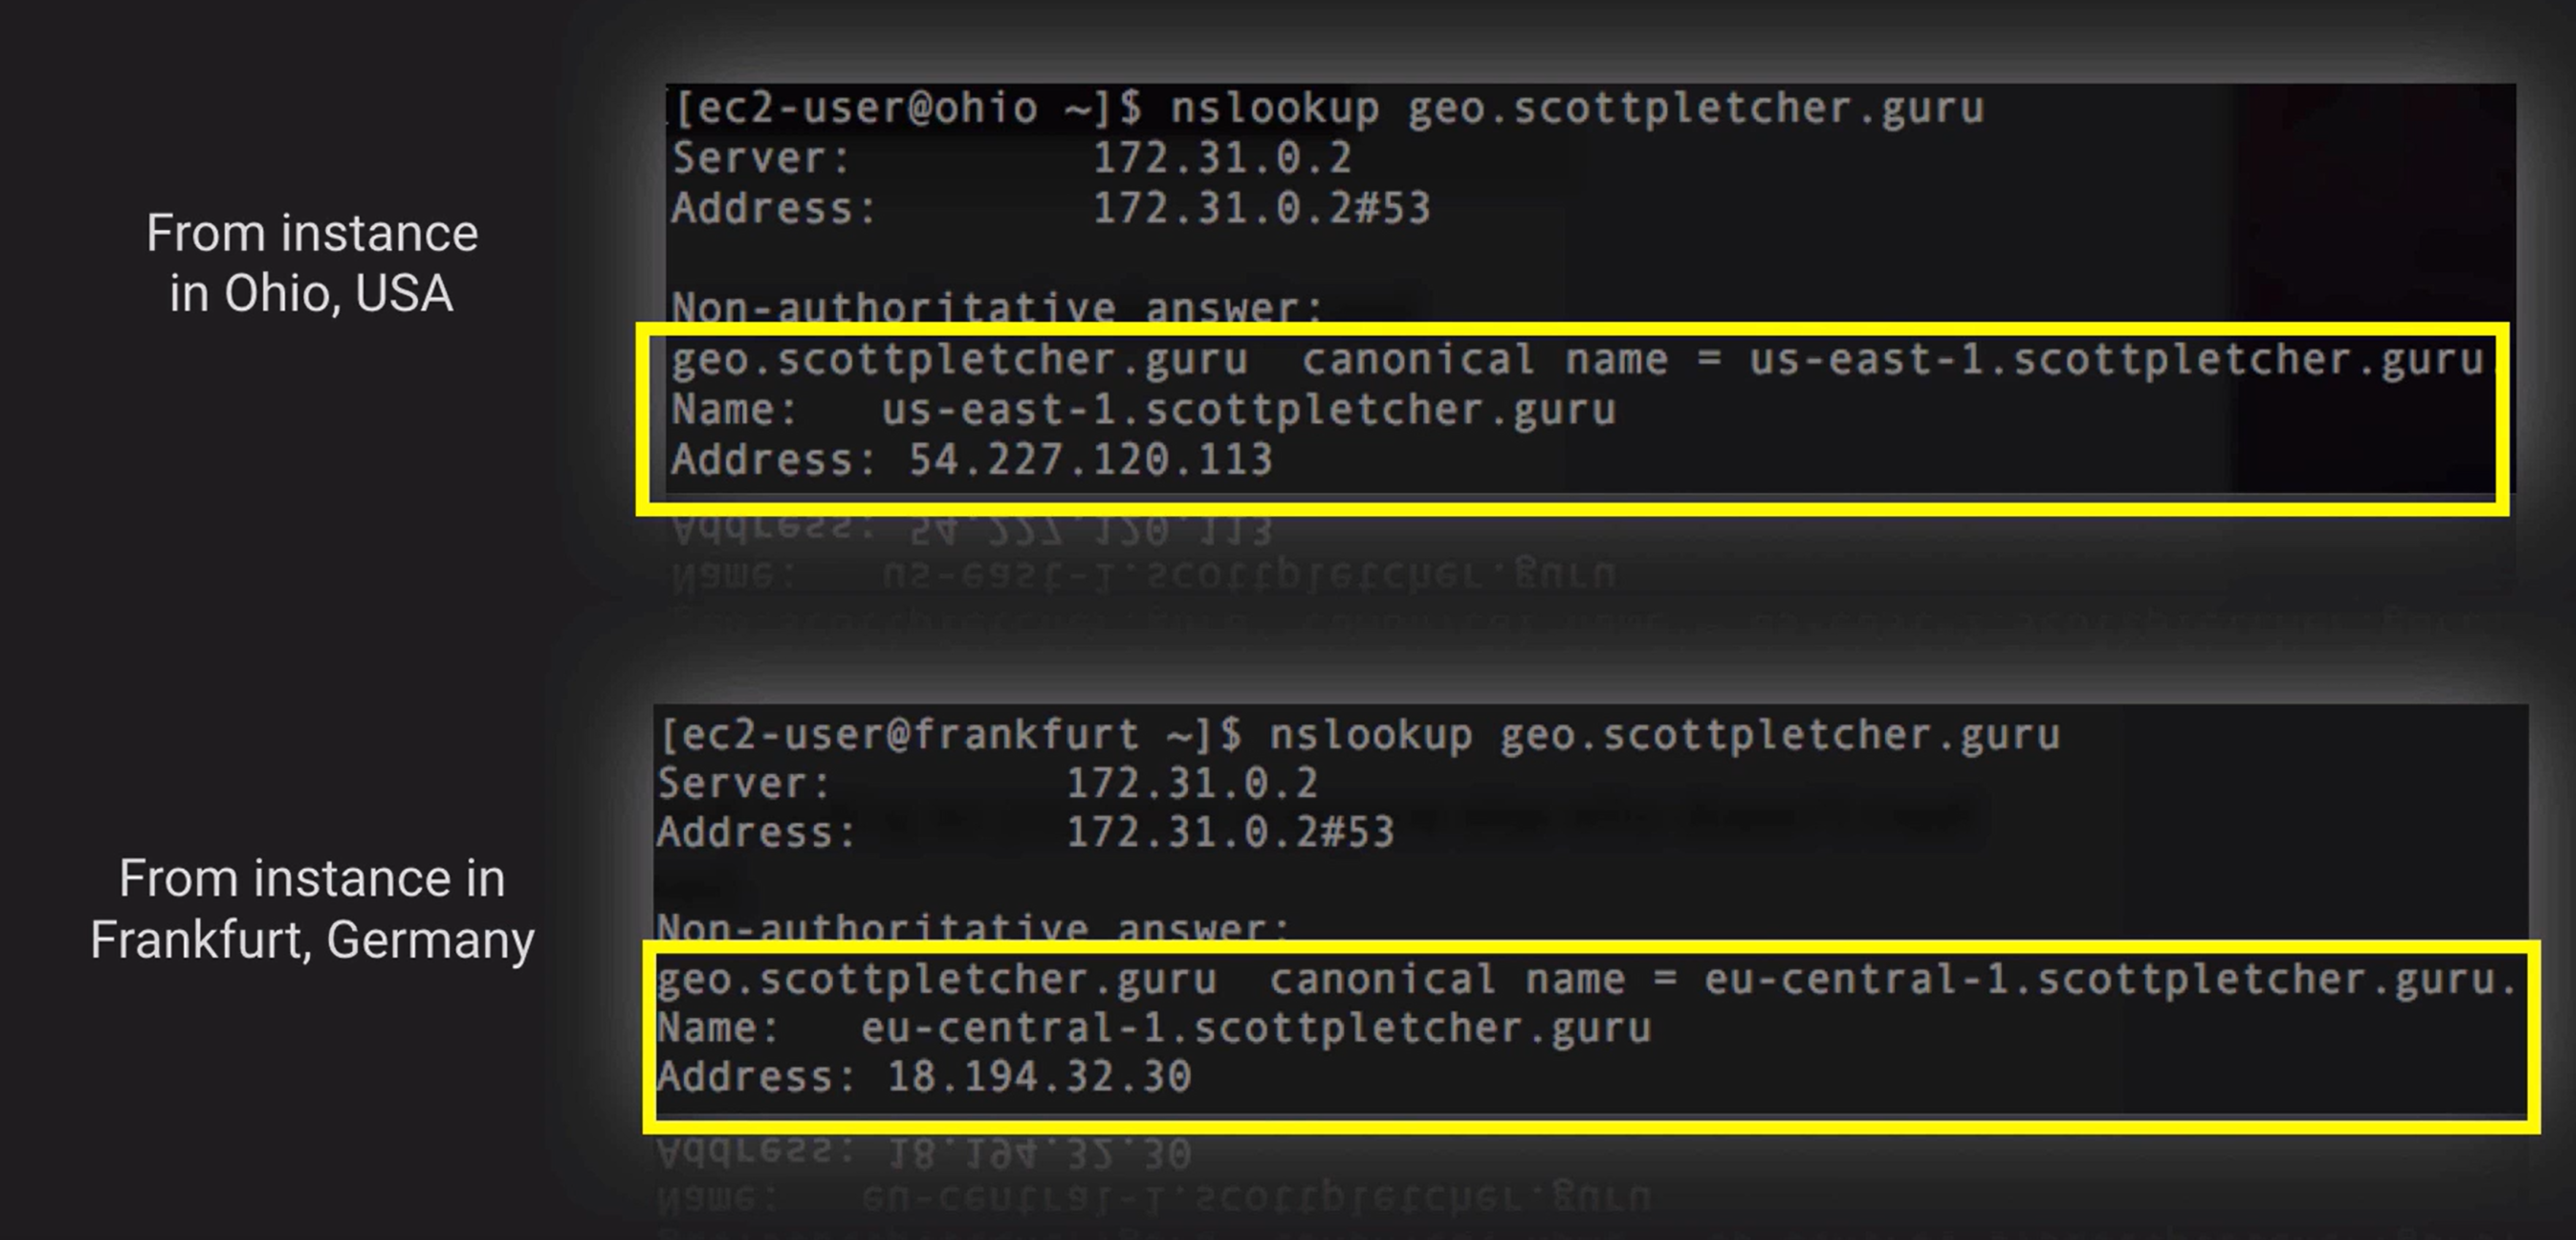 From instance
in Ohio, USA
[ec2-user@ohio ~]$ nslookup geo.scottpletcher.guru
Server:		172.31.0.2
Address:	172.31.0.2#53
Non-authoritative answer:
geo.scottpletcher.guru	canonical name = us-east-1.scottpletcher.guru.
Name:	us-east-1.scottpletcher.guru
Address: 54.227.120.113
From instance in
Frankfurt, Germany
[ec2-user@frankfurt ~]$ nslookup geo.scottpletcher.guru
Server:		172.31.0.2
Address:	172.31.0.2#53
Non-authoritative answer:
geo.scottpletcher.guru	canonical name = eu-central-1.scottpletcher.guru.
Name:	eu-central-1.scottpletcher.guru
Address: 18.194.32.30